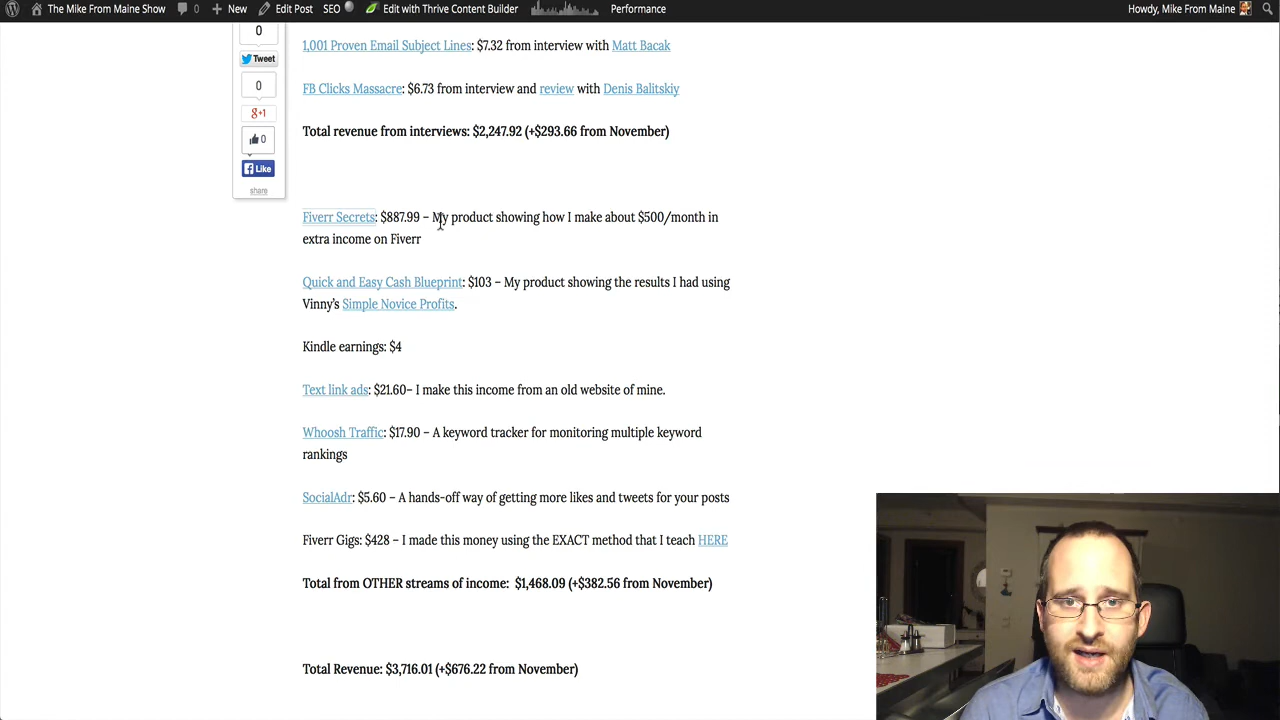 The Mike From Maine Show 0 New Edit Post SEO Edit with Thrive Content Builder Performance Howdy, Mike From Maine
0
Tweet
0
g+1
0
Like
share
1,001 Proven Email Subject Lines: $7.32 from interview with Matt Bacak
FB Clicks Massacre: $6.73 from interview and review with Denis Balitskiy
Total revenue from interviews: $2,247.92 (+$293.66 from November)
Fiverr Secrets: $887.99 – My product showing how I make about $500/month in
extra income on Fiverr
Quick and Easy Cash Blueprint: $103 – My product showing the results I had using
Vinny's Simple Novice Profits.
Kindle earnings: $4
Text link ads: $21.60– I make this income from an old website of mine.
Whoosh Traffic: $17.90 – A keyword tracker for monitoring multiple keyword
rankings
SocialAdr: $5.60 – A hands-off way of getting more likes and tweets for your posts
Fiverr Gigs: $428 – I made this money using the EXACT method that I teach HERE
Total from OTHER streams of income: $1,468.09 (+$382.56 from November)
Total Revenue: $3,716.01 (+$676.22 from November)